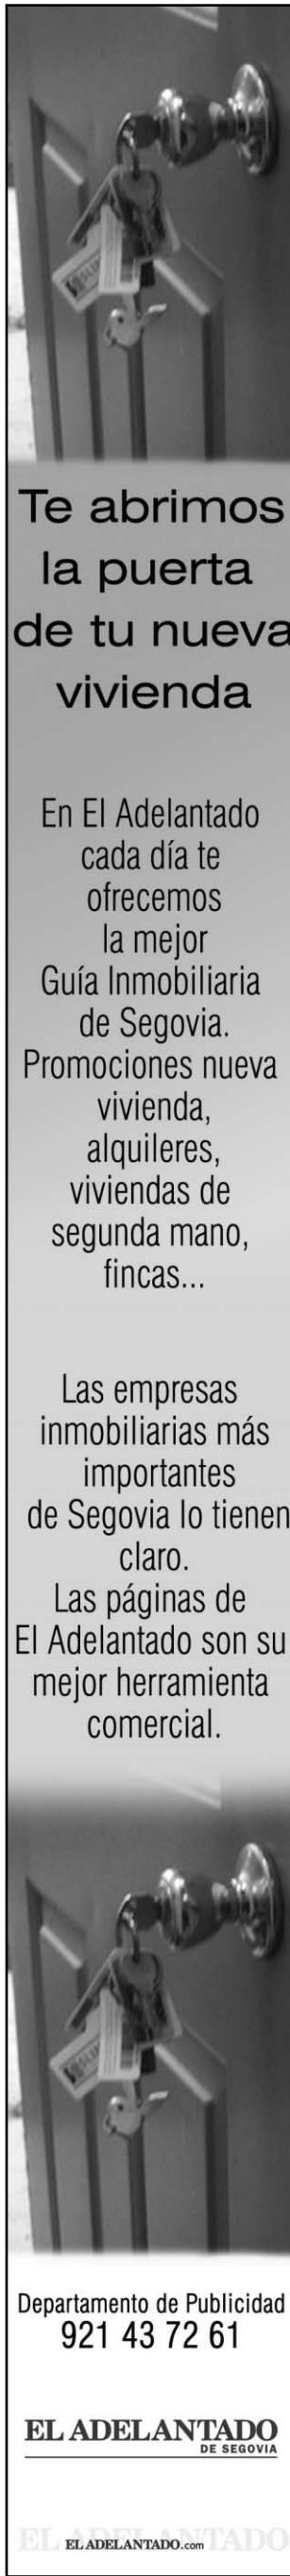 Te abrimos
la puerta
de tu nueva
vivienda
En El Adelantado
cada día te
ofrecemos
la mejor
Guía Inmobiliaria
de Segovia.
Promociones nueva
vivienda,
alquileres,
viviendas de
segunda mano,
fincas...
Las empresas
inmobiliarias más
importantes
de Segovia lo tienen
claro.
Las páginas de
El Adelantado son su
mejor herramienta
comercial.
Departamento de Publicidad
921 43 72 61
EL ADELANTADO
DE SEGOVIA
EL ADELANTADO.com